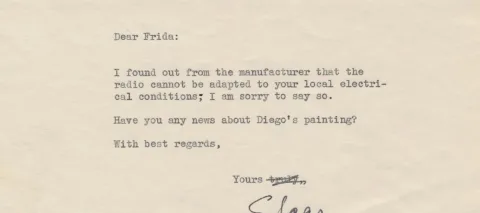 Dear Frida:
I found out from the manufacturer that the
radio cannot be adapted to your local electri-
cal conditions; I am sorry to say so.
Have you any news about Diego's painting?
With best regards,
Yours truly,